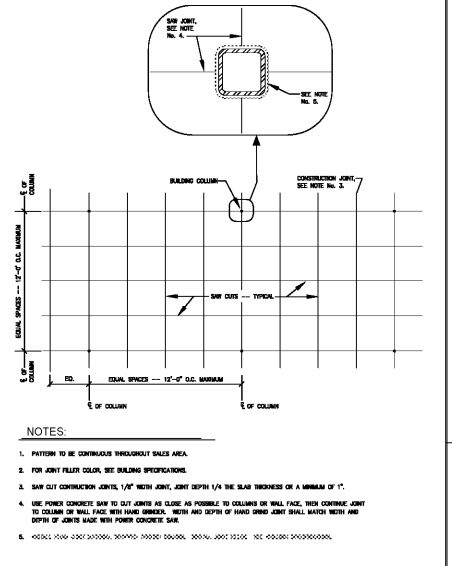 SAW JOINT,
SEE NOTE
No. 4.
SEE NOTE
No. 5.
BUILDING COLUMN
CONSTRUCTION JOINT,
SEE NOTE No. 3.
℄ OF
COLUMN
EQUAL SPACES -- 12'-0" O.C. MAXIMUM
SAW CUTS -- TYPICAL
℄ OF
COLUMN
EQ.
EQUAL SPACES -- 12'-0" O.C. MAXIMUM
℄ OF COLUMN
℄ OF COLUMN
NOTES:
1. PATTERN TO BE CONTINUOUS THROUGHOUT SALES AREA.
2. FOR JOINT FILLER COLOR, SEE BUILDING SPECIFICATIONS.
3. SAW CUT CONTRUCTION JOINTS, 1/8" WIDTH JOINT, JOINT DEPTH 1/4 THE SLAB THICKNESS OR A MINIMUM OF 1".
4. USE POWER CONCRETE SAW TO CUT JOINTS AS CLOSE AS POSSIBLE TO COLUMNS OR WALL FACE, THEN CONTINUE JOINT
TO COLUMN OR WALL FACE WITH HAND GRINDER. WIDTH AND DEPTH OF HAND GRIND JOINT SHALL MATCH WIDTH AND
DEPTH OF JOINTS MADE WITH POWER CONCRETE SAW.
5.